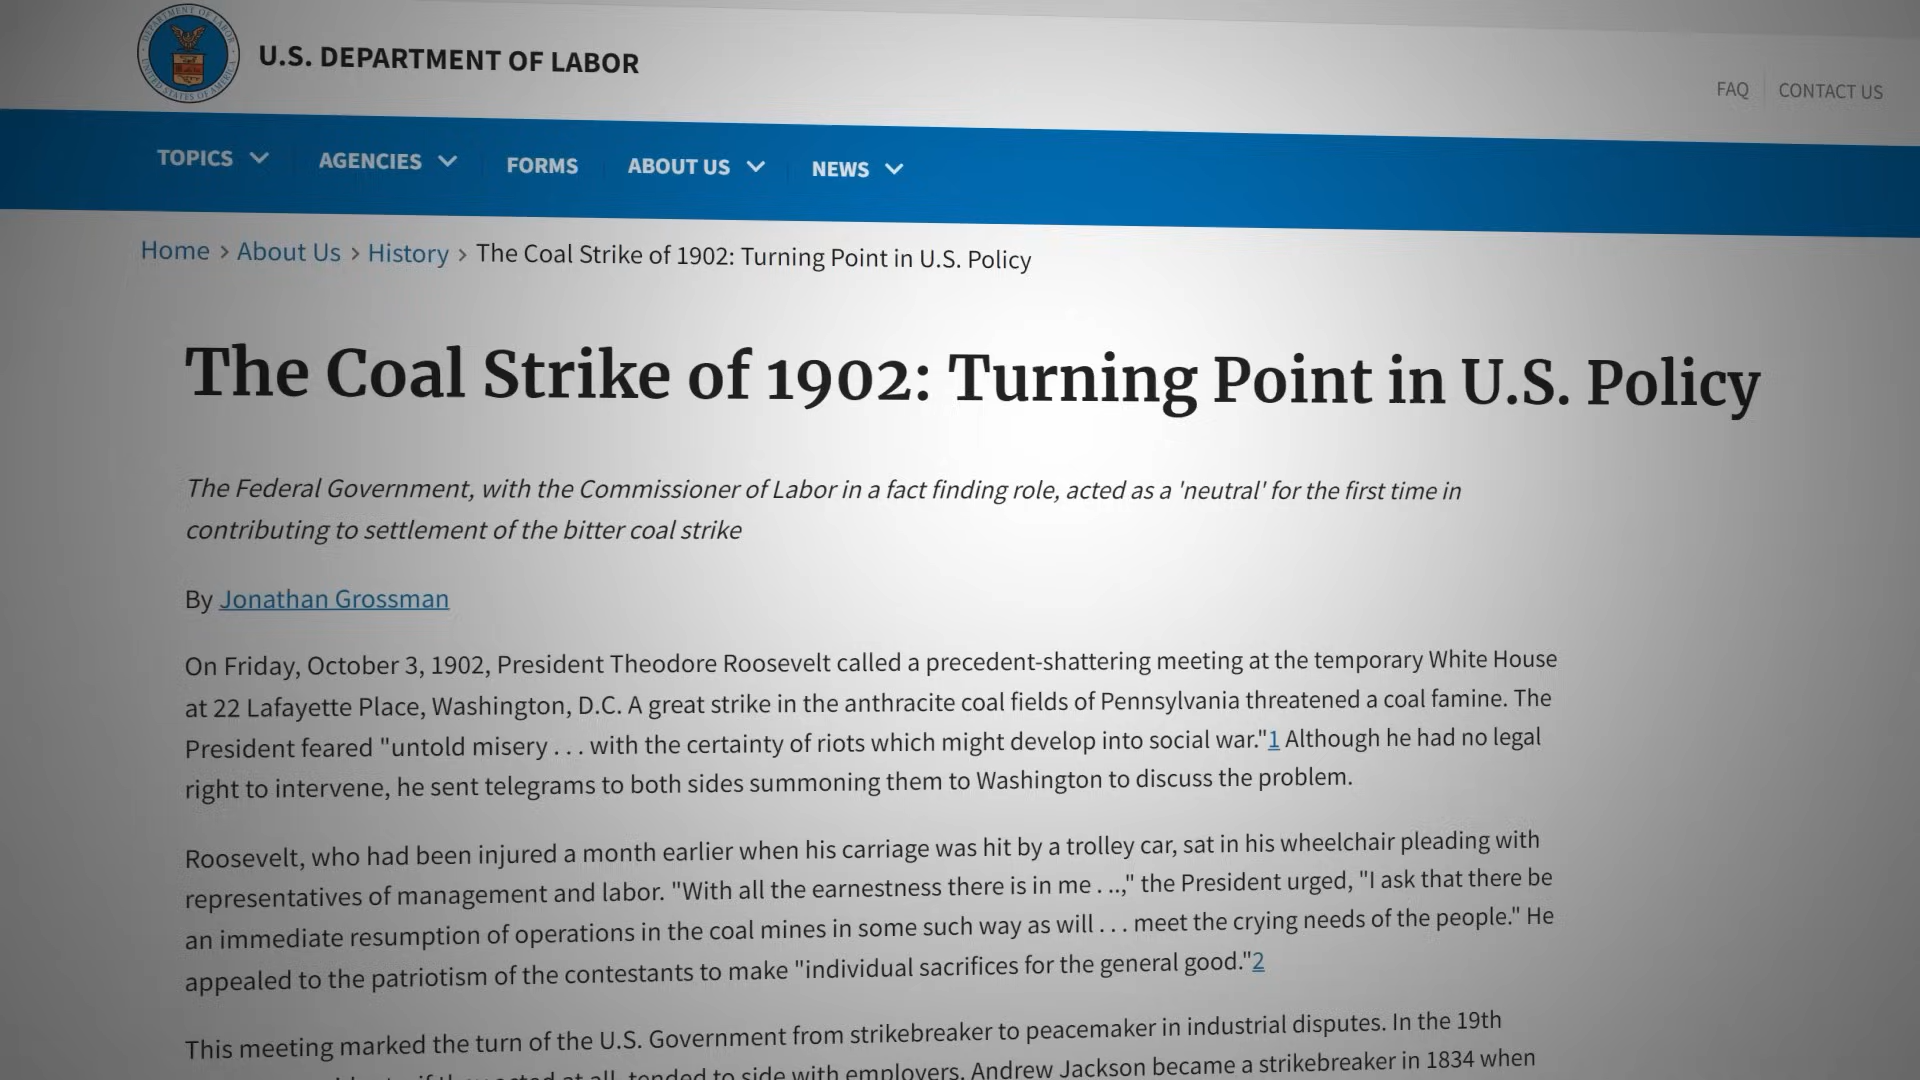 U.S. DEPARTMENT OF LABOR
FAQ
CONTACT US
TOPICS
AGENCIES
FORMS
ABOUT US
NEWS
Home > About Us > History > The Coal Strike of 1902: Turning Point in U.S. Policy
The Coal Strike of 1902: Turning Point in U.S. Policy
The Federal Government, with the Commissioner of Labor in a fact finding role, acted as a 'neutral' for the first time in
contributing to settlement of the bitter coal strike
By Jonathan Grossman
On Friday, October 3, 1902, President Theodore Roosevelt called a precedent-shattering meeting at the temporary White House
at 22 Lafayette Place, Washington, D.C. A great strike in the anthracite coal fields of Pennsylvania threatened a coal famine. The
President feared "untold misery . . . with the certainty of riots which might develop into social war."1 Although he had no legal
right to intervene, he sent telegrams to both sides summoning them to Washington to discuss the problem.
Roosevelt, who had been injured a month earlier when his carriage was hit by a trolley car, sat in his wheelchair pleading with
representatives of management and labor. "With all the earnestness there is in me . . .," the President urged, "I ask that there be
an immediate resumption of operations in the coal mines in some such way as will . . . meet the crying needs of the people." He
appealed to the patriotism of the contestants to make "individual sacrifices for the general good."2
This meeting marked the turn of the U.S. Government from strikebreaker to peacemaker in industrial disputes. In the 19th
tended to side with employers. Andrew Jackson became a strikebreaker in 1834 when